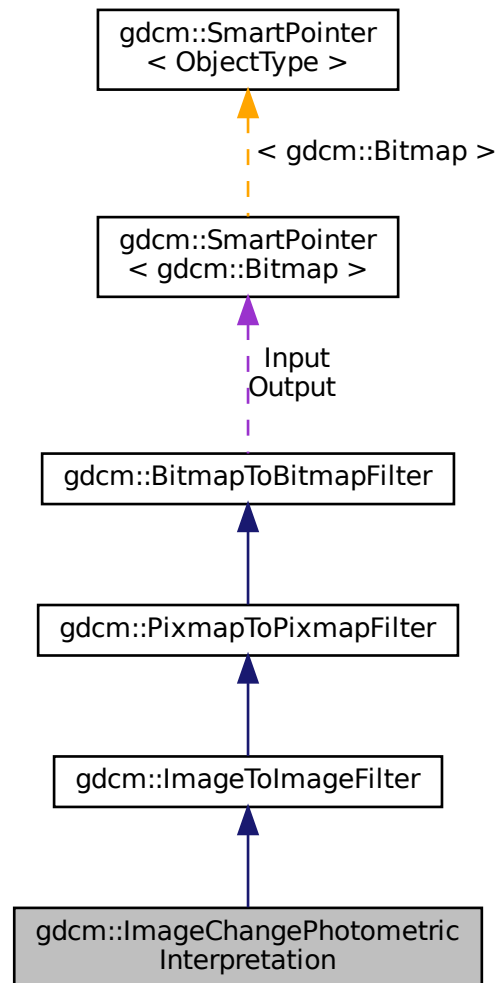 gdcm::SmartPointer
< ObjectType >
< gdcm::Bitmap >
gdcm::SmartPointer
< gdcm::Bitmap >
Input
Output
gdcm::BitmapToBitmapFilter
gdcm::PixmapToPixmapFilter
gdcm::ImageToImageFilter
gdcm::ImageChangePhotometric
Interpretation